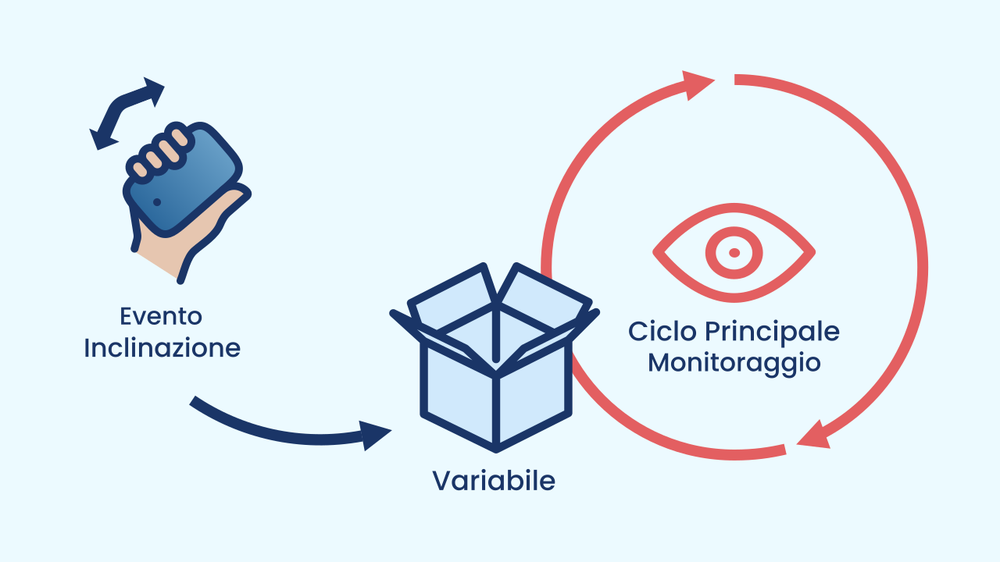 Evento
Inclinazione
Ciclo Principale
Monitoraggio
Variabile